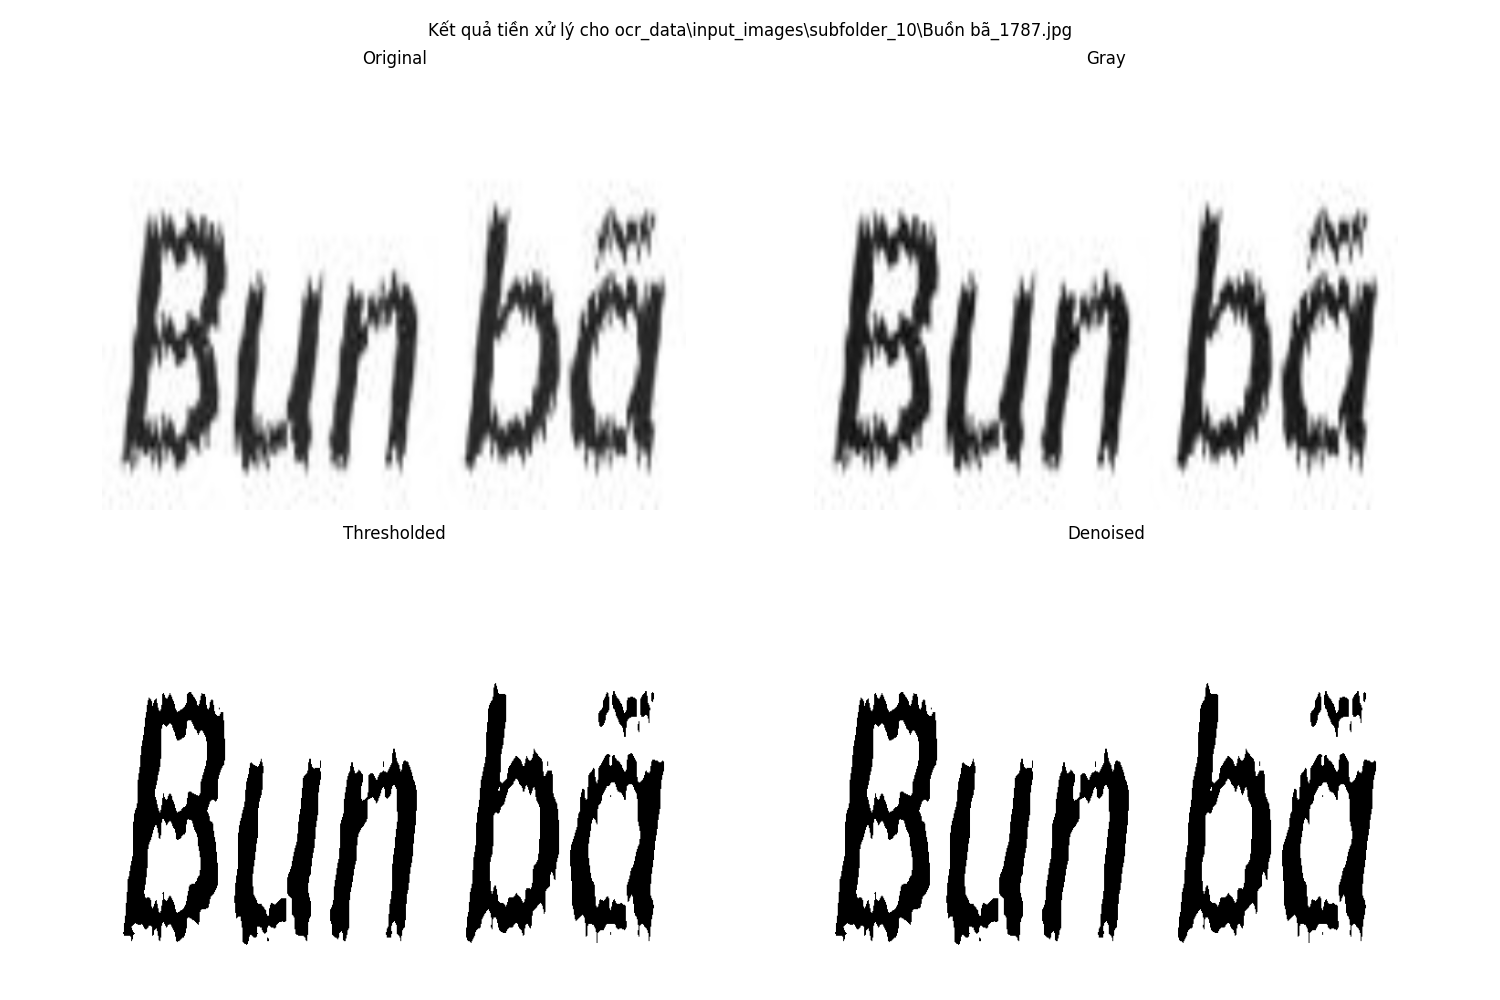 Kết quả tiền xử lý cho ocr_data\input_images\subfolder_10\Buồn bã_1787.jpg
Original
Gray
Bun bã
Bun bã
Thresholded
Denoised
Bun bã
Bun bã